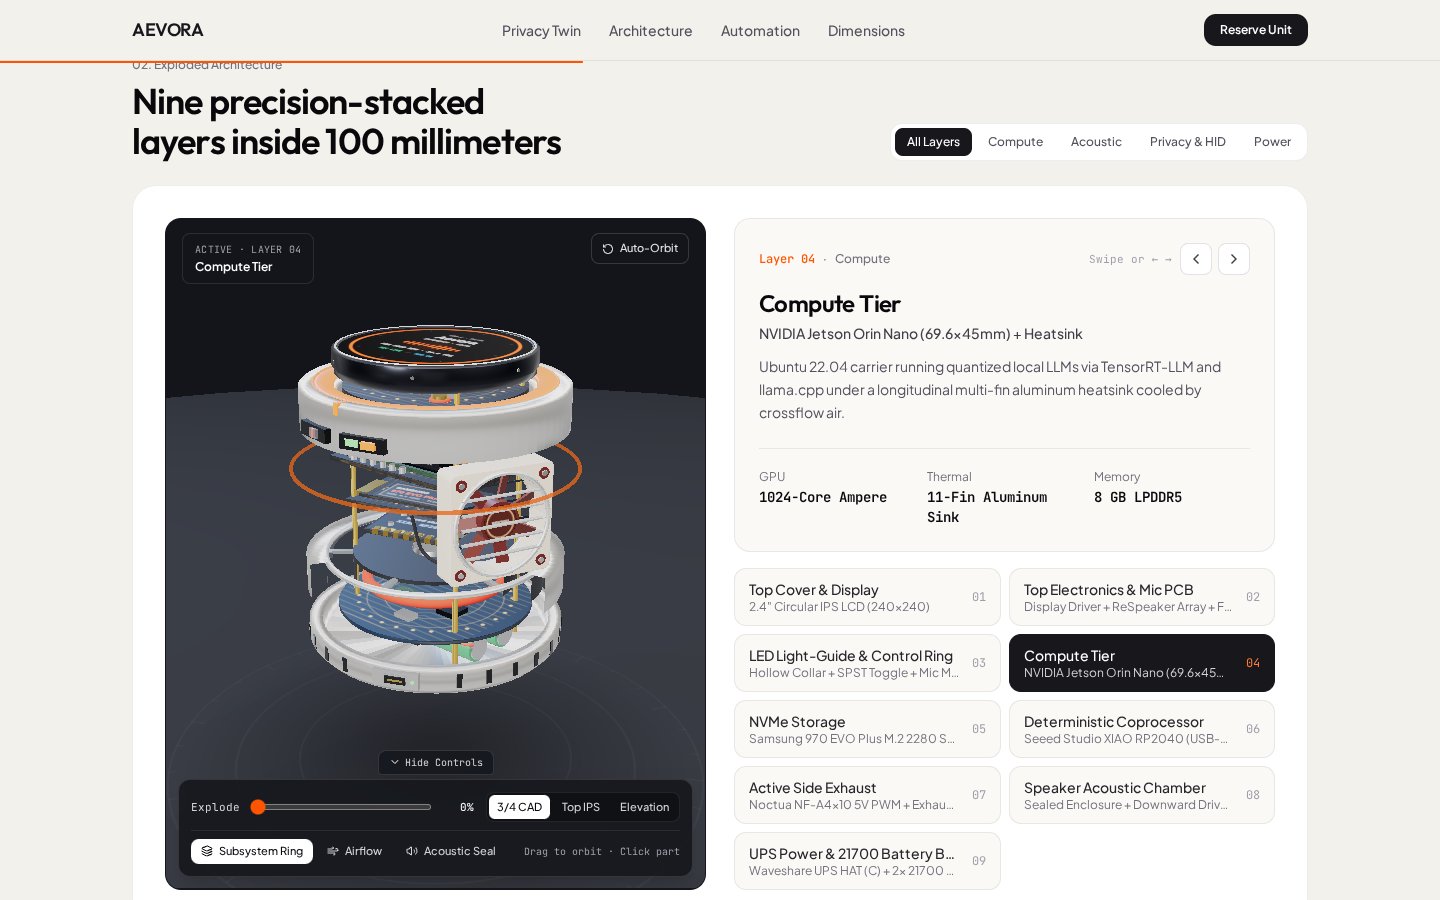 AEVORA
Privacy Twin
Architecture
Automation
Dimensions
Reserve Unit
02. Exploded Architecture
Nine precision-stacked
layers inside 100 millimeters
All Layers
Compute
Acoustic
Privacy & HID
Power
ACTIVE · LAYER 04
Compute Tier
Auto-Orbit
Hide Controls
Explode
0%
3/4 CAD
Top IPS
Elevation
Subsystem Ring
Airflow
Acoustic Seal
Drag to orbit · Click part
Layer 04 · Compute
Swipe or ← →
Compute Tier
NVIDIA Jetson Orin Nano (69.6×45mm) + Heatsink
Ubuntu 22.04 carrier running quantized local LLMs via TensorRT-LLM and
llama.cpp under a longitudinal multi-fin aluminum heatsink cooled by
crossflow air.
GPU
1024-Core Ampere
Thermal
11-Fin Aluminum
Sink
Memory
8 GB LPDDR5
Top Cover & Display
2.4" Circular IPS LCD (240×240)
01
Top Electronics & Mic PCB
Display Driver + ReSpeaker Array + F…
02
LED Light-Guide & Control Ring
Hollow Collar + SPST Toggle + Mic M…
03
Compute Tier
NVIDIA Jetson Orin Nano (69.6×45…
04
NVMe Storage
Samsung 970 EVO Plus M.2 2280 S…
05
Deterministic Coprocessor
Seeed Studio XIAO RP2040 (USB-…
06
Active Side Exhaust
Noctua NF-A4×10 5V PWM + Exhau…
07
Speaker Acoustic Chamber
Sealed Enclosure + Downward Driv…
08
UPS Power & 21700 Battery B…
Waveshare UPS HAT (C) + 2× 21700 …
09